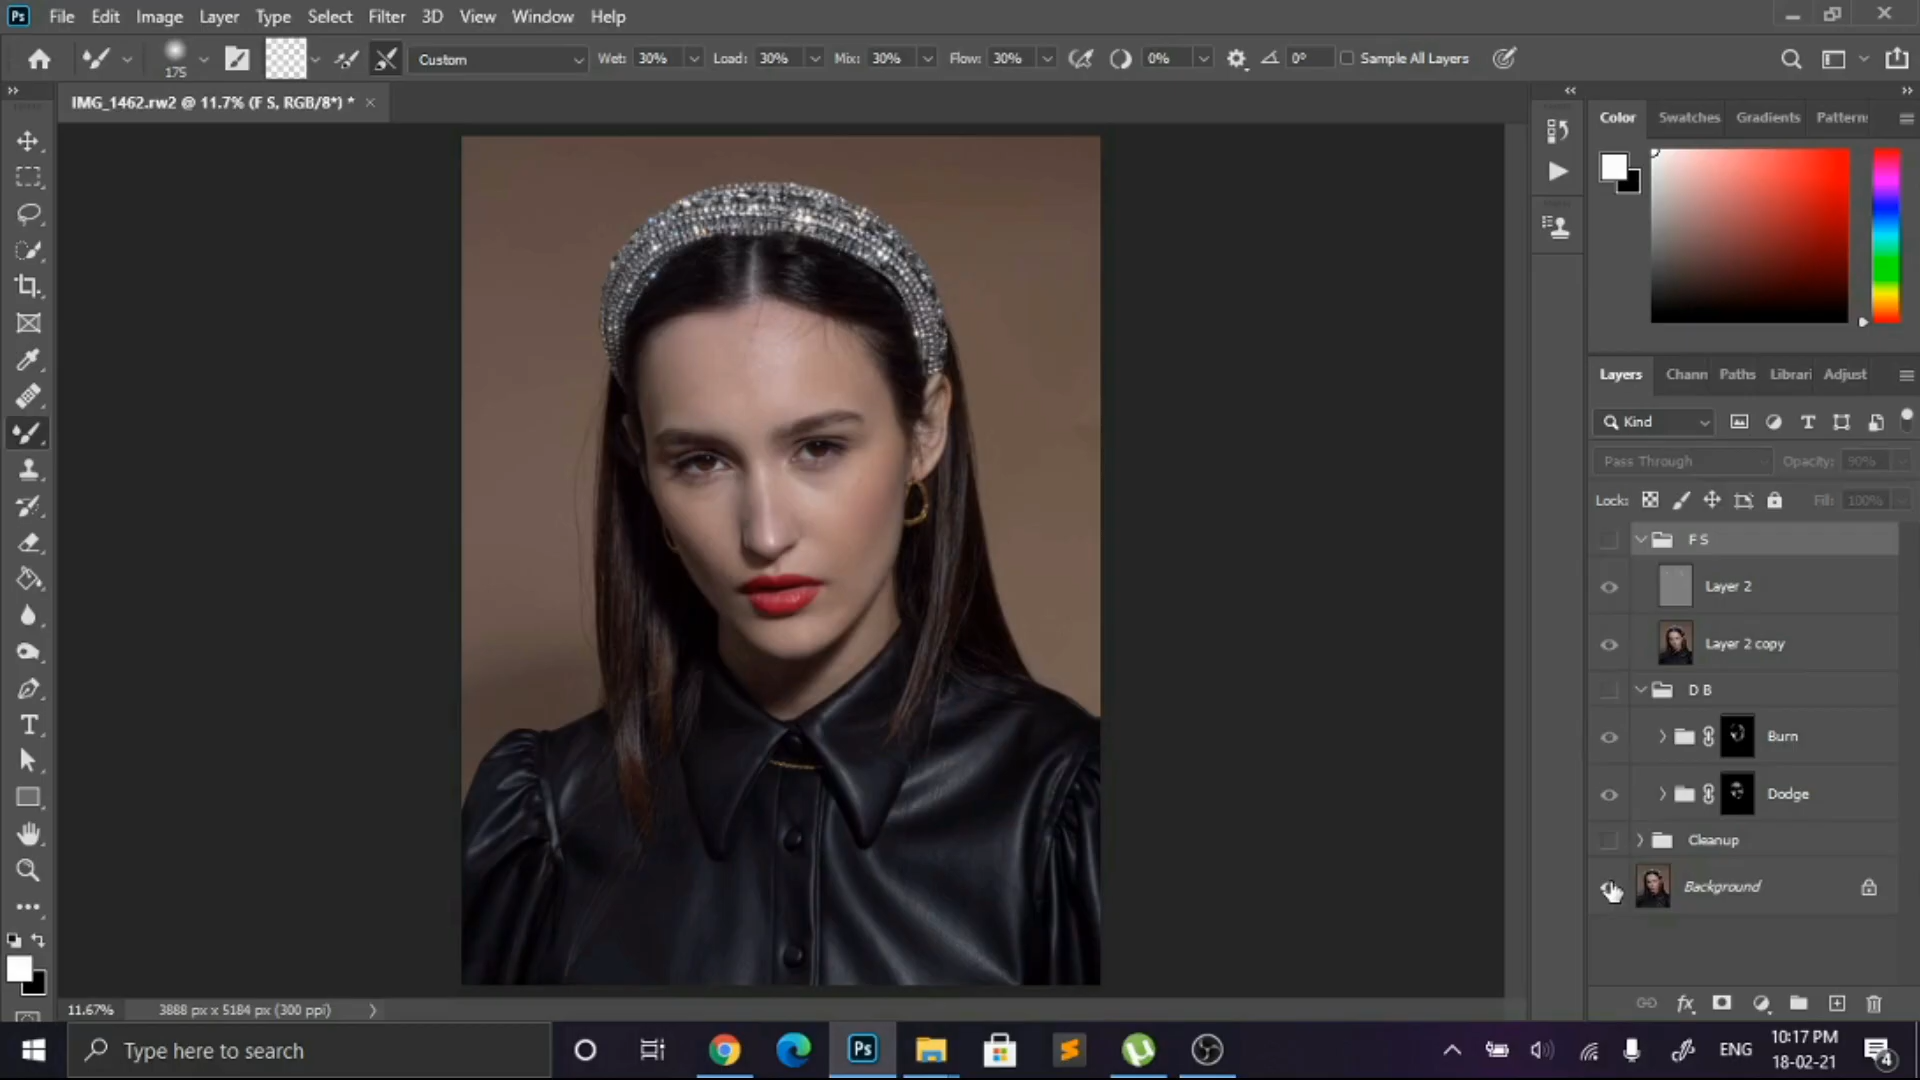 Ps File Edit Image Layer Type Select Filter 3D View Window Help
175 Custom Wet: 30% Load: 30% Mix: 30% Flow: 30% 0% 0° Sample All Layers
IMG_1462.rw2 @ 11.7% (F S, RGB/8*) *
Color Swatches Gradients Pattern
Layers Chann Paths Librari Adjust
Kind
Pass Through Opacity: 90%
Lock: Fill: 100%
F S
Layer 2
Layer 2 copy
D B
Burn
Dodge
Cleanup
Background
11.67% 3888 px x 5184 px (300 ppi)
Type here to search
Ps
ENG
10:17 PM
18-02-21
4